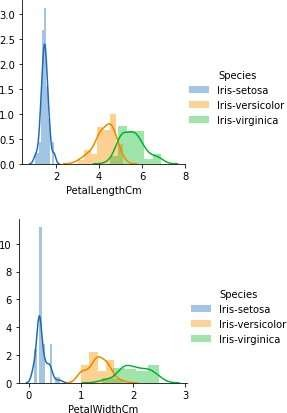 3.0
2.5
2.0
1.5
1.0
0.5
0.0
2
4
6
8
PetalLengthCm
Species
Iris-setosa
Iris-versicolor
Iris-virginica
10
8
6
4
2
0
0
1
2
3
PetalWidthCm
Species
Iris-setosa
Iris-versicolor
Iris-virginica